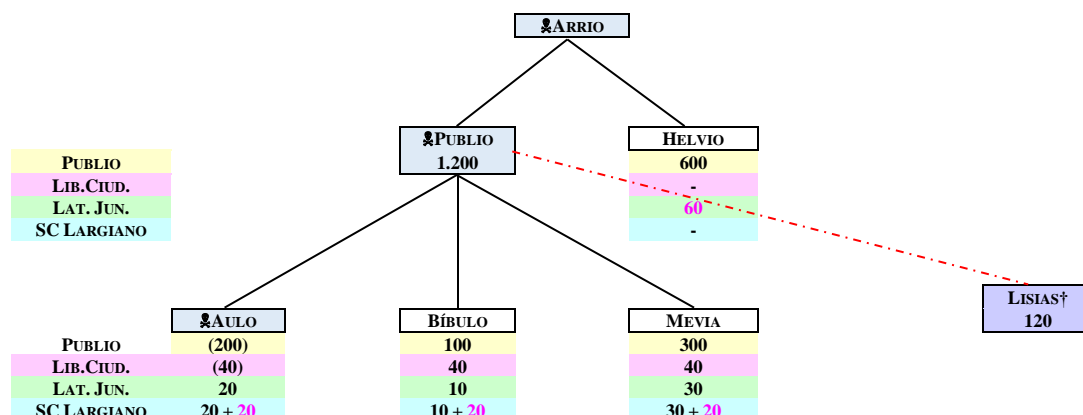 ☠ARRIO
☠PUBLIO
1.200
HELVIO
PUBLIO 600
LIB.CIUD. -
LAT. JUN. 60
SC LARGIANO -
LISIAS†
120
☠AULO BÍBULO MEVIA
PUBLIO (200) 100 300
LIB.CIUD. (40) 40 40
LAT. JUN. 20 10 30
SC LARGIANO 20 + 20 10 + 20 30 + 20